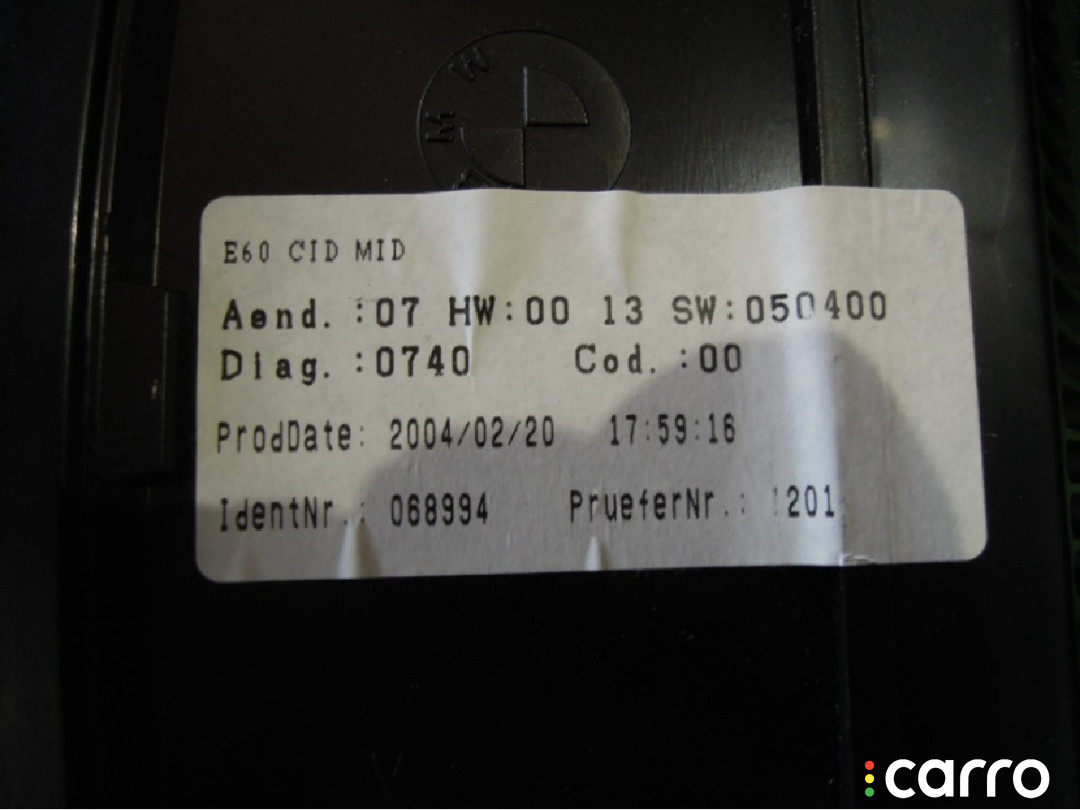 BMW
E60 CID MID
Aend. :07 HW:00 13 SW:050400
Diag. :0740 Cod. :00
ProdDate: 2004/02/20 17:59:16
IdentNr.: 068994 PrueferNr.: 1201
carro